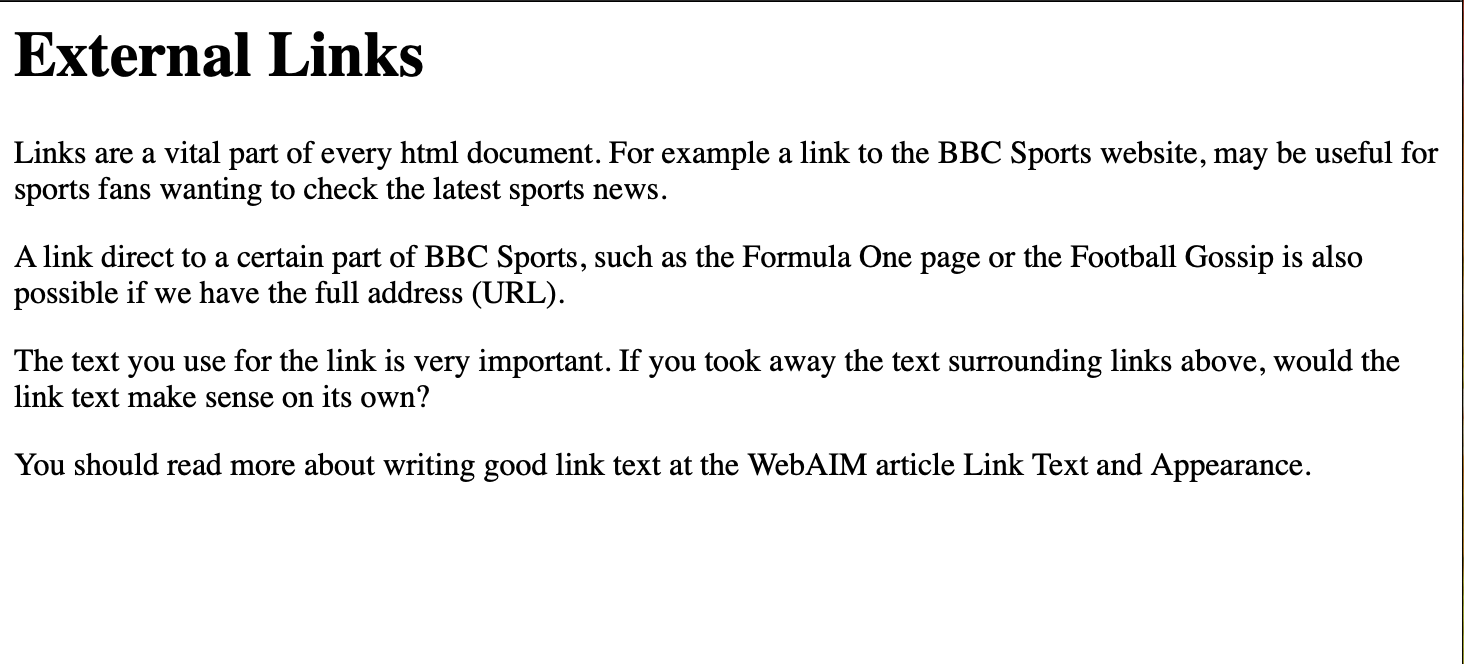 External Links
Links are a vital part of every html document. For example a link to the BBC Sports website, may be useful for
sports fans wanting to check the latest sports news.
A link direct to a certain part of BBC Sports, such as the Formula One page or the Football Gossip is also
possible if we have the full address (URL).
The text you use for the link is very important. If you took away the text surrounding links above, would the
link text make sense on its own?
You should read more about writing good link text at the WebAIM article Link Text and Appearance.